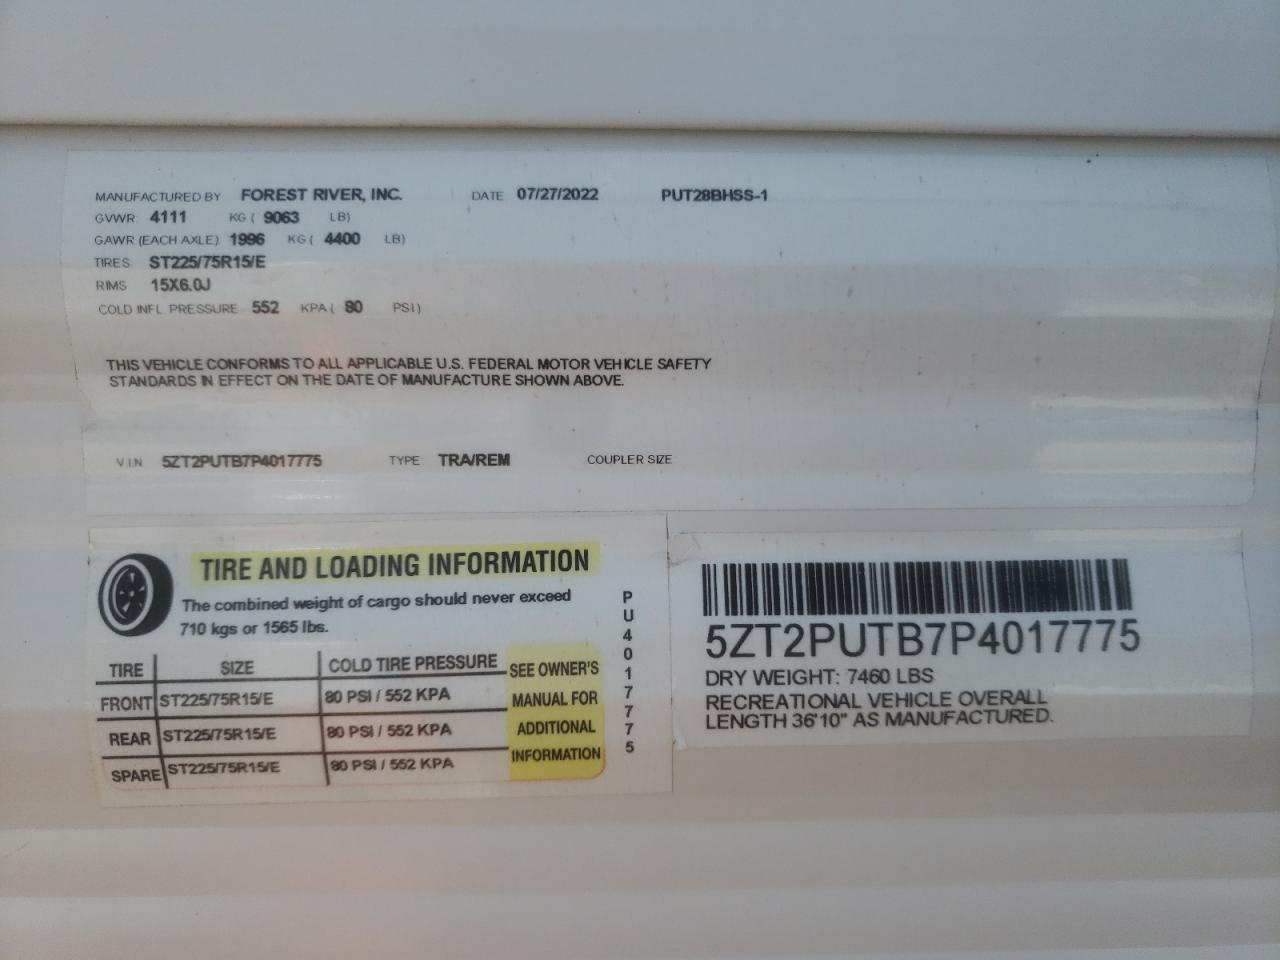 MANUFACTURED BY FOREST RIVER, INC. DATE 07/27/2022 PUT28BHSS-1
GVWR 4111 KG ( 9063 LB)
GAWR (EACH AXLE) 1996 KG ( 4400 LB)
TIRES ST225/75R15/E
RIMS 15X6.0J
COLD INFL. PRESSURE 552 KPA ( 80 PSI)
THIS VEHICLE CONFORMS TO ALL APPLICABLE U.S. FEDERAL MOTOR VEHICLE SAFETY
STANDARDS IN EFFECT ON THE DATE OF MANUFACTURE SHOWN ABOVE.
V.I.N 5ZT2PUTB7P4017775 TYPE TRA/REM COUPLER SIZE
TIRE AND LOADING INFORMATION
The combined weight of cargo should never exceed
710 kgs or 1565 lbs.
TIRE SIZE COLD TIRE PRESSURE
FRONT ST225/75R15/E 80 PSI / 552 KPA
REAR ST225/75R15/E 80 PSI / 552 KPA
SPARE ST225/75R15/E 80 PSI / 552 KPA
SEE OWNER'S
MANUAL FOR
ADDITIONAL
INFORMATION
PU4017775
5ZT2PUTB7P4017775
DRY WEIGHT: 7460 LBS
RECREATIONAL VEHICLE OVERALL
LENGTH 36'10" AS MANUFACTURED.